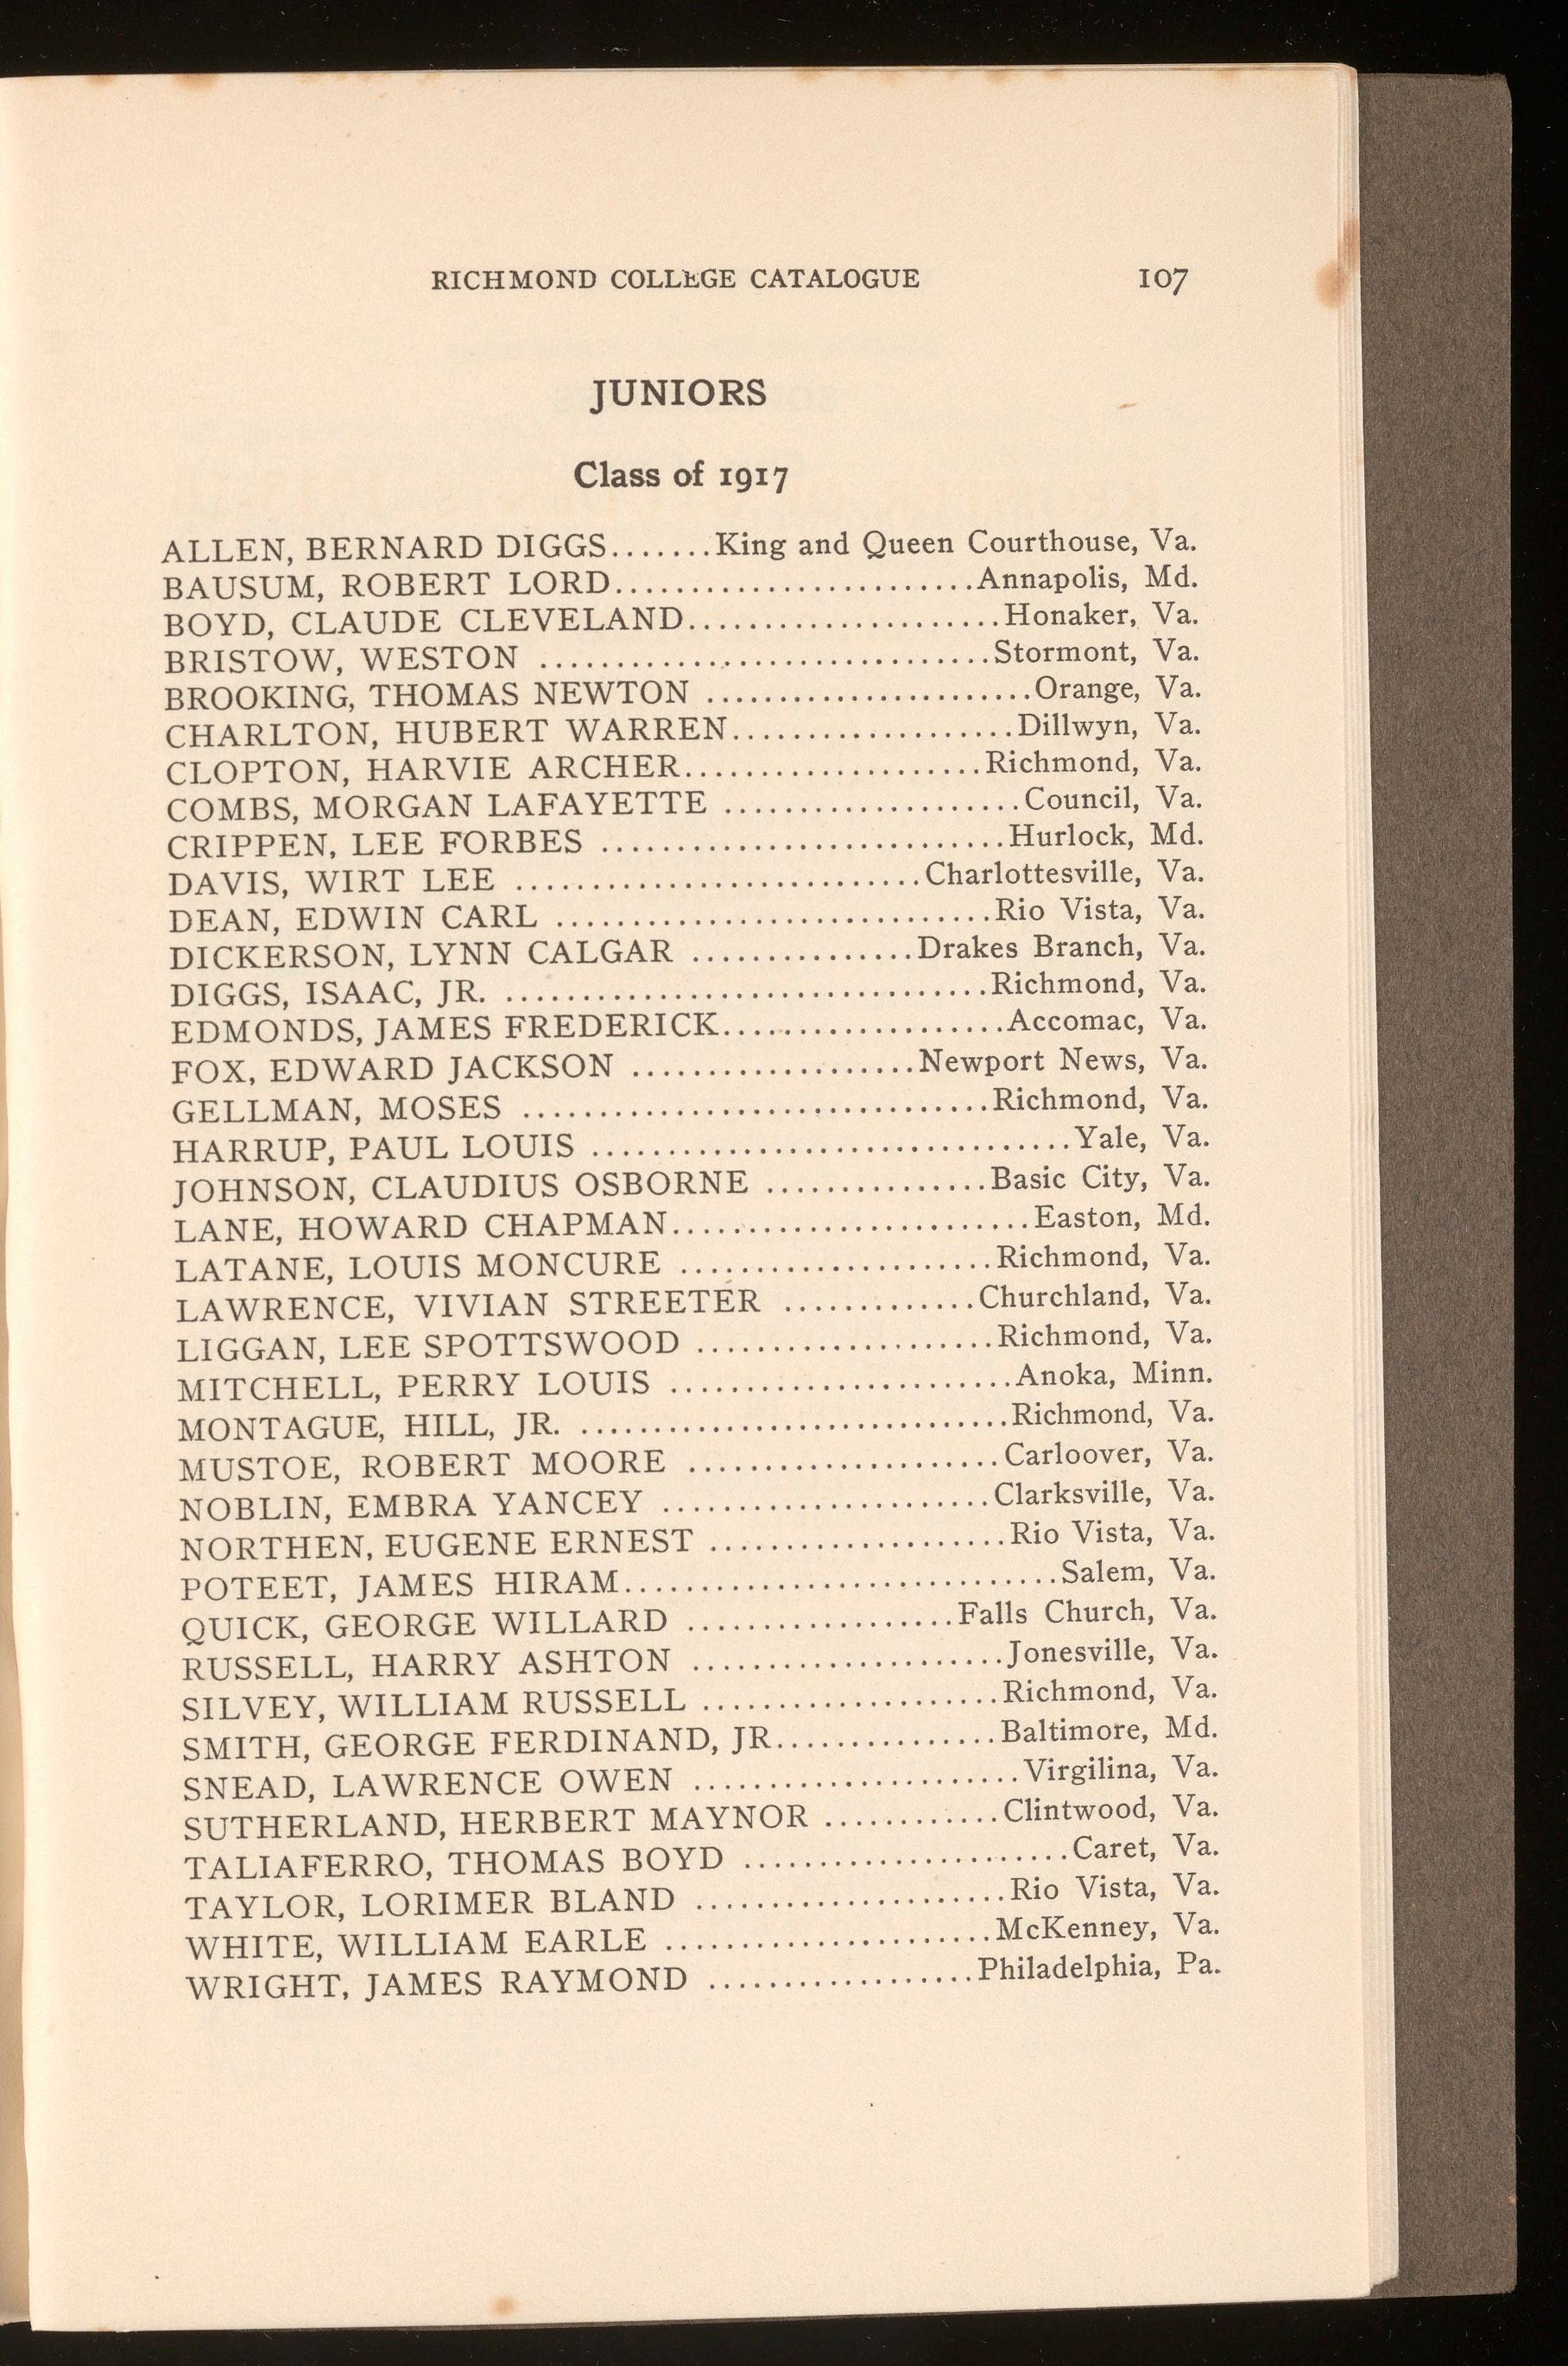 RICHMOND COLLEGE CATALOGUE 107
JUNIORS
Class of 1917
ALLEN, BERNARD DIGGS.......King and Queen Courthouse, Va.
BAUSUM, ROBERT LORD........................Annapolis, Md.
BOYD, CLAUDE CLEVELAND.....................Honaker, Va.
BRISTOW, WESTON ..............................Stormont, Va.
BROOKING, THOMAS NEWTON ......................Orange, Va.
CHARLTON, HUBERT WARREN...................Dillwyn, Va.
CLOPTON, HARVIE ARCHER....................Richmond, Va.
COMBS, MORGAN LAFAYETTE ....................Council, Va.
CRIPPEN, LEE FORBES ...........................Hurlock, Md.
DAVIS, WIRT LEE ...........................Charlottesville, Va.
DEAN, EDWIN CARL .............................Rio Vista, Va.
DICKERSON, LYNN CALGAR ...............Drakes Branch, Va.
DIGGS, ISAAC, JR. ................................Richmond, Va.
EDMONDS, JAMES FREDERICK...................Accomac, Va.
FOX, EDWARD JACKSON ...................Newport News, Va.
GELLMAN, MOSES ...............................Richmond, Va.
HARRUP, PAUL LOUIS ................................Yale, Va.
JOHNSON, CLAUDIUS OSBORNE ...............Basic City, Va.
LANE, HOWARD CHAPMAN........................Easton, Md.
LATANE, LOUIS MONCURE .....................Richmond, Va.
LAWRENCE, VIVIAN STREETER .............Churchland, Va.
LIGGAN, LEE SPOTTSWOOD ....................Richmond, Va.
MITCHELL, PERRY LOUIS .......................Anoka, Minn.
MONTAGUE, HILL, JR. .............................Richmond, Va.
MUSTOE, ROBERT MOORE .....................Carloover, Va.
NOBLIN, EMBRA YANCEY ......................Clarksville, Va.
NORTHEN, EUGENE ERNEST ....................Rio Vista, Va.
POTEET, JAMES HIRAM.............................Salem, Va.
QUICK, GEORGE WILLARD ..................Falls Church, Va.
RUSSELL, HARRY ASHTON .....................Jonesville, Va.
SILVEY, WILLIAM RUSSELL ....................Richmond, Va.
SMITH, GEORGE FERDINAND, JR...............Baltimore, Md.
SNEAD, LAWRENCE OWEN ......................Virgilina, Va.
SUTHERLAND, HERBERT MAYNOR ............Clintwood, Va.
TALIAFERRO, THOMAS BOYD ......................Caret, Va.
TAYLOR, LORIMER BLAND .....................Rio Vista, Va.
WHITE, WILLIAM EARLE ......................McKenney, Va.
WRIGHT, JAMES RAYMOND ..................Philadelphia, Pa.